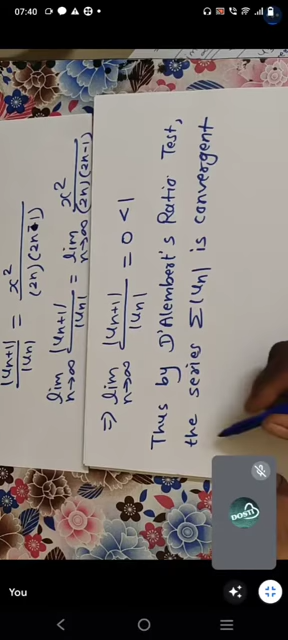 07:40
|Un+1| / |Un| = x² / (2n)(2n-1)
lim n→∞ |Un+1| / |Un| = lim n→∞ x² / (2n)(2n-1)
⇒ lim n→∞ |Un+1| / |Un| = 0 < 1
Thus by D'Alembert's Ratio Test,
the series Σ|Un| is convergent
DOSTI
You